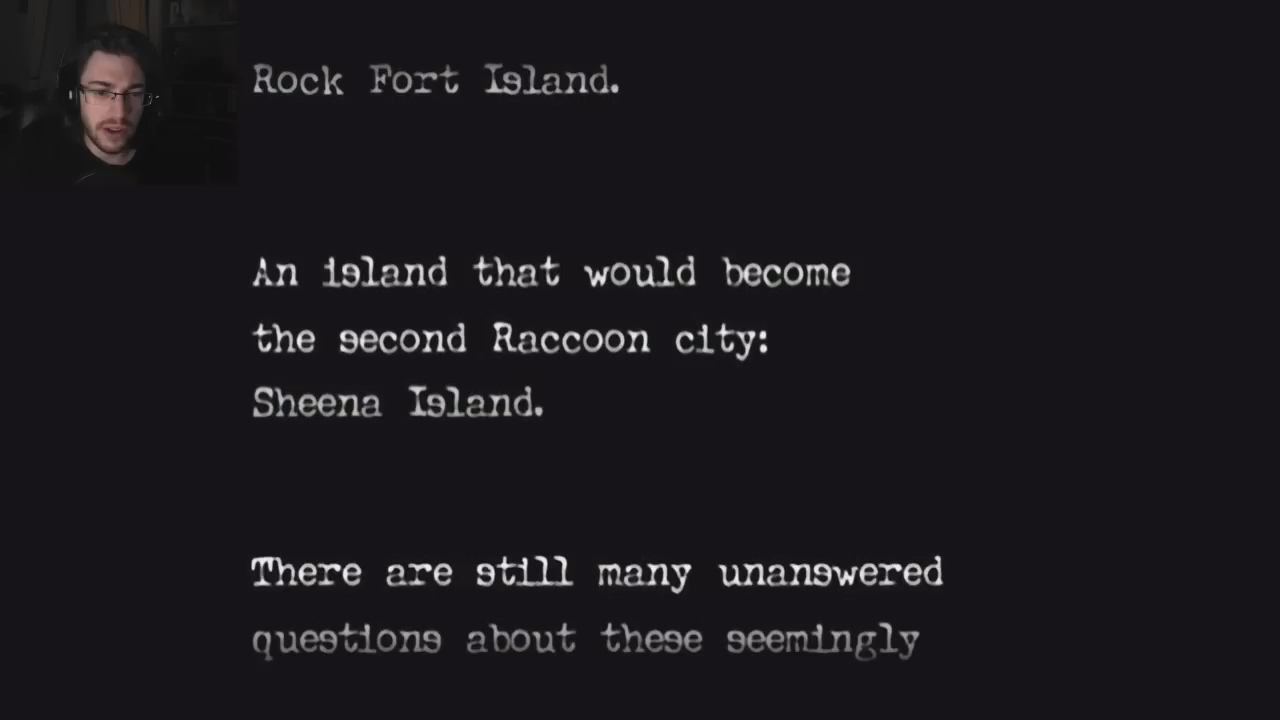 Rock Fort Island.
An island that would become
the second Raccoon city:
Sheena Island.
There are still many unanswered
questions about these seemingly